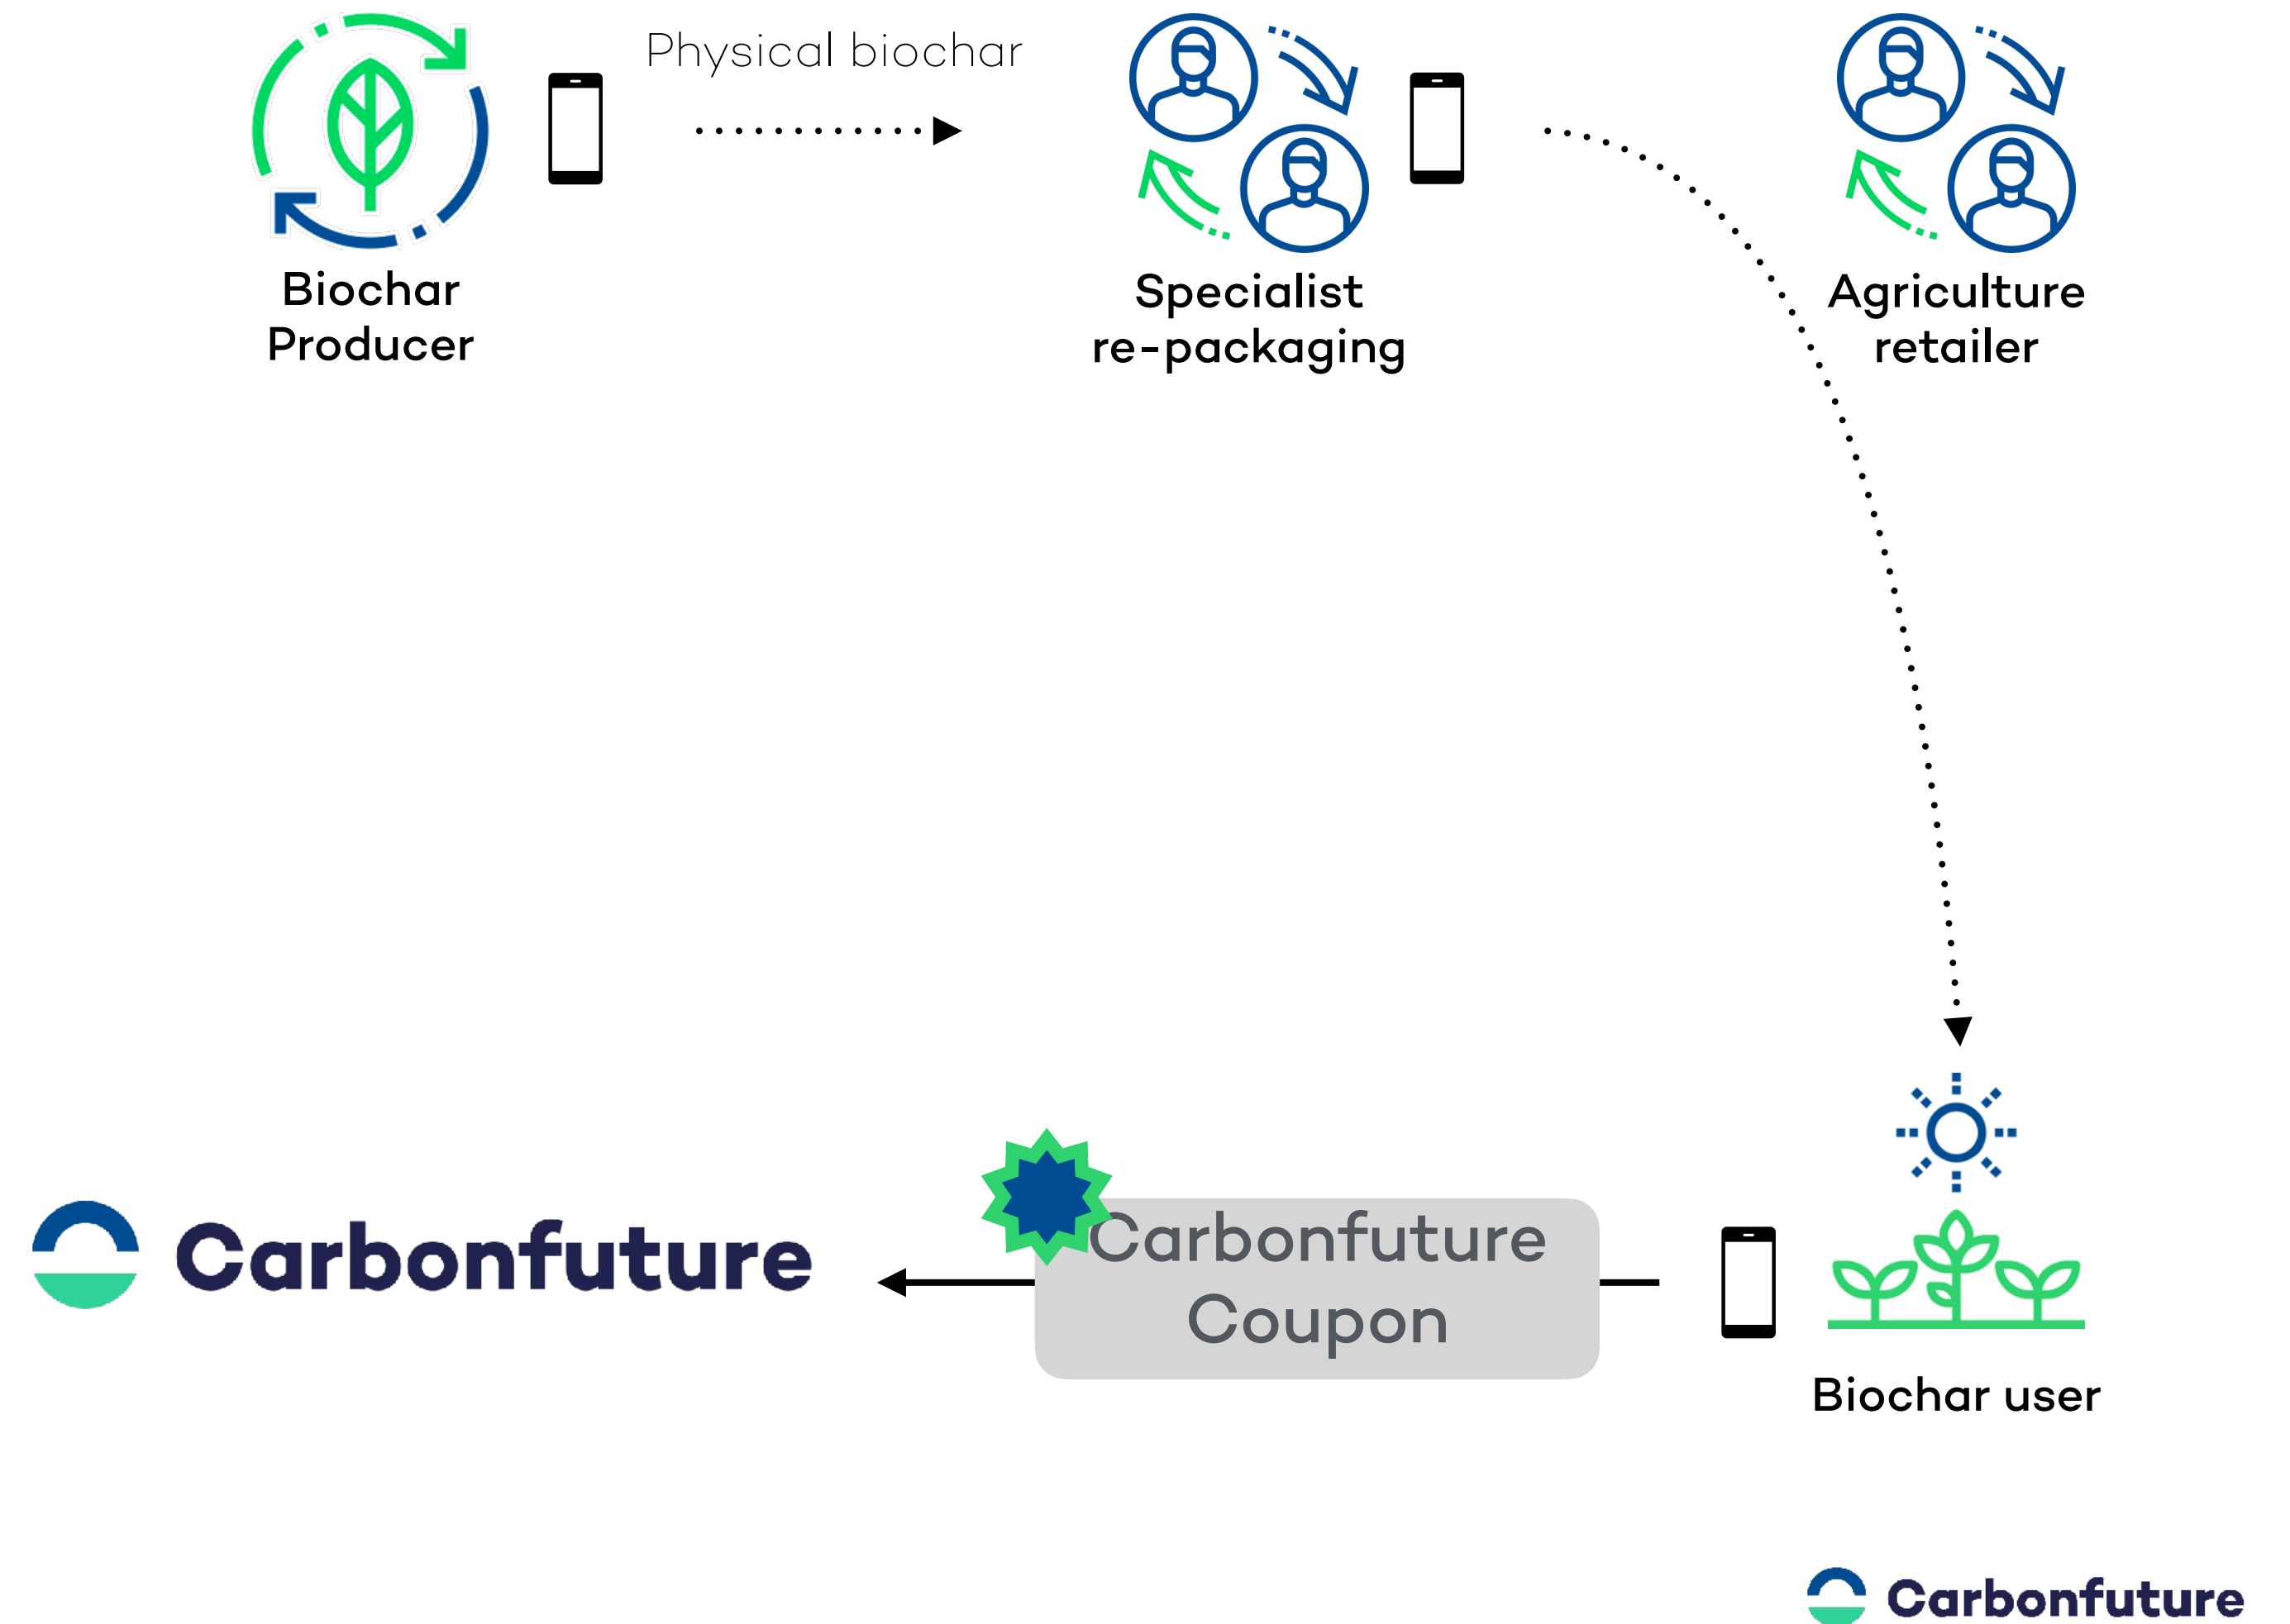 Physical biochar
Biochar
Producer
Specialist
re-packaging
Agriculture
retailer
Carbonfuture
Carbonfuture
Coupon
Biochar user
Carbonfuture